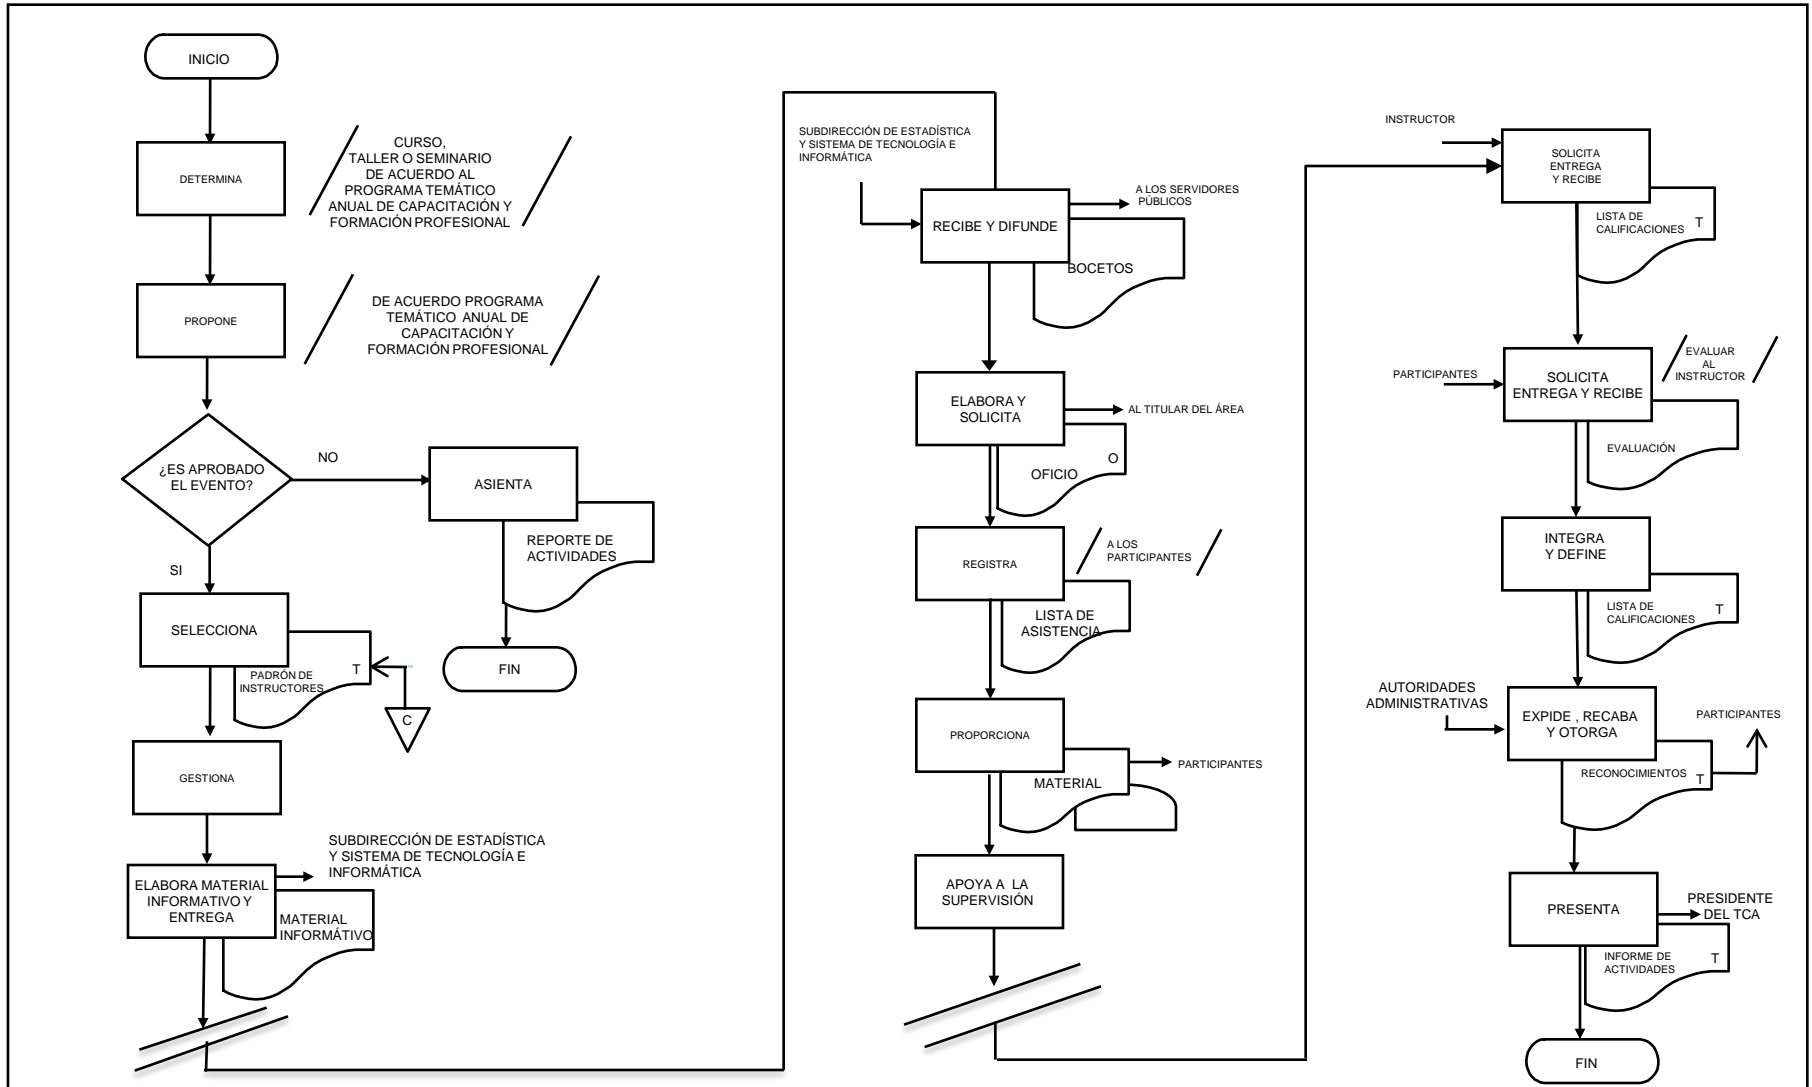 INICIO
DETERMINA
CURSO,
TALLER O SEMINARIO
DE ACUERDO AL
PROGRAMA TEMÁTICO
ANUAL DE CAPACITACIÓN Y
FORMACIÓN PROFESIONAL
PROPONE
DE ACUERDO PROGRAMA
TEMÁTICO ANUAL DE
CAPACITACIÓN Y
FORMACIÓN PROFESIONAL
¿ES APROBADO
EL EVENTO?
NO
ASIENTA
REPORTE DE
ACTIVIDADES
FIN
SI
SELECCIONA
PADRÓN DE
INSTRUCTORES
T
C
GESTIONA
ELABORA MATERIAL
INFORMATIVO Y
ENTREGA
SUBDIRECCIÓN DE ESTADÍSTICA
Y SISTEMA DE TECNOLOGÍA E
INFORMÁTICA
MATERIAL
INFORMÁTIVO
SUBDIRECCIÓN DE ESTADÍSTICA
Y SISTEMA DE TECNOLOGÍA E
INFORMÁTICA
RECIBE Y DIFUNDE
A LOS SERVIDORES
PÚBLICOS
BOCETOS
ELABORA Y
SOLICITA
AL TITULAR DEL ÁREA
OFICIO
O
REGISTRA
A LOS
PARTICIPANTES
LISTA DE
ASISTENCIA
PROPORCIONA
MATERIAL
PARTICIPANTES
APOYA A LA
SUPERVISIÓN
INSTRUCTOR
SOLICITA
ENTREGA
Y RECIBE
LISTA DE
CALIFICACIONES
T
PARTICIPANTES
SOLICITA
ENTREGA Y RECIBE
EVALUAR
AL
INSTRUCTOR
EVALUACIÓN
INTEGRA
Y DEFINE
LISTA DE
CALIFICACIONES
T
AUTORIDADES
ADMINISTRATIVAS
EXPIDE , RECABA
Y OTORGA
PARTICIPANTES
RECONOCIMIENTOS
T
PRESENTA
PRESIDENTE
DEL TCA
INFORME DE
ACTIVIDADES
T
FIN